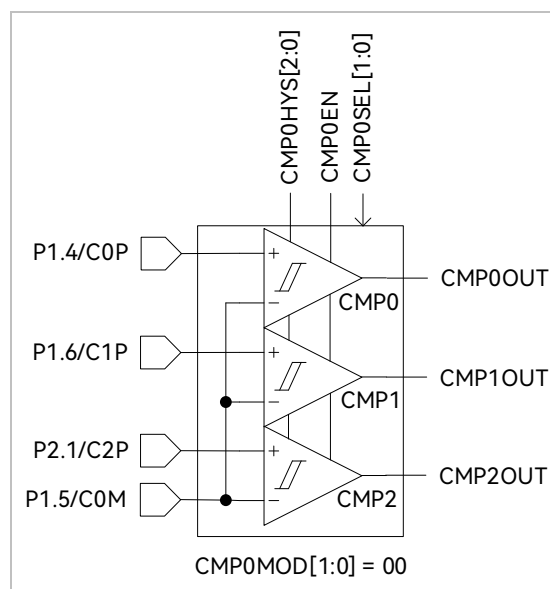 CMP0HYS[2:0]
CMP0EN
CMP0SEL[1:0]
P1.4/C0P
+
−
CMP0
CMP0OUT
P1.6/C1P
+
−
CMP1
CMP1OUT
P2.1/C2P
+
P1.5/C0M
−
CMP2
CMP2OUT
CMP0MOD[1:0] = 00